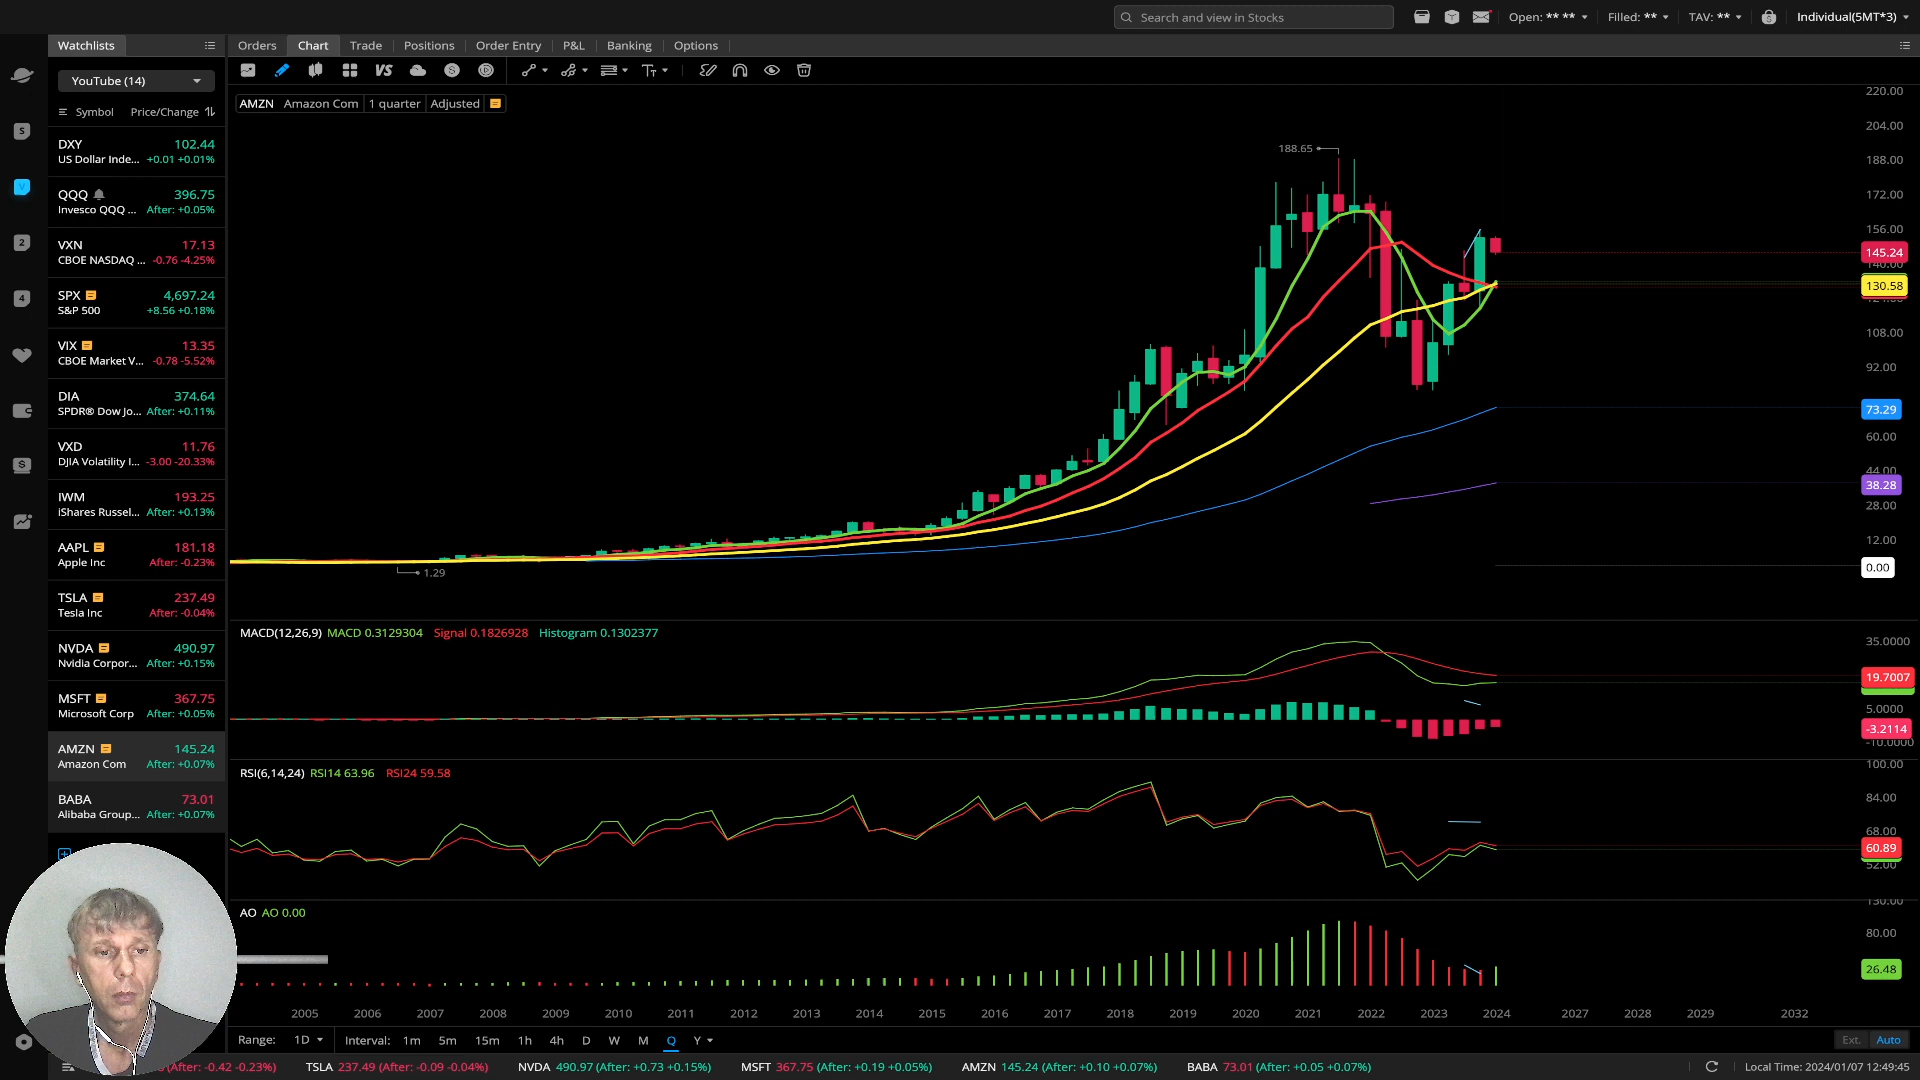 Search and view in Stocks
Open: ** **
Filled: **
TAV: **
Individual(5MT*3)
Watchlists
Orders
Chart
Trade
Positions
Order Entry
P&L
Banking
Options
YouTube (14)
VS
Symbol
Price/Change
AMZN Amazon Com 1 quarter Adjusted
DXY 102.44
US Dollar Inde... +0.01 +0.01%
QQQ 396.75
Invesco QQQ ... After: +0.05%
VXN 17.13
CBOE NASDAQ ... -0.76 -4.25%
SPX 4,697.24
S&P 500 +8.56 +0.18%
VIX 13.35
CBOE Market V... -0.78 -5.52%
DIA 374.64
SPDR® Dow Jo... After: +0.11%
VXD 11.76
DJIA Volatility I... -3.00 -20.33%
IWM 193.25
iShares Russel... After: +0.13%
AAPL 181.18
Apple Inc After: -0.23%
TSLA 237.49
Tesla Inc After: -0.04%
NVDA 490.97
Nvidia Corpor... After: +0.15%
MSFT 367.75
Microsoft Corp After: +0.05%
AMZN 145.24
Amazon Com After: +0.07%
BABA 73.01
Alibaba Group... After: +0.07%
188.65
1.29
220.00
204.00
188.00
172.00
156.00
145.24
130.58
108.00
92.00
73.29
60.00
44.00
38.28
28.00
12.00
0.00
MACD(12,26,9) MACD 0.3129304 Signal 0.1826928 Histogram 0.1302377
35.0000
19.7007
5.0000
-3.2114
-10.0000
RSI(6,14,24) RSI14 63.96 RSI24 59.58
100.00
84.00
68.00
60.89
52.00
AO AO 0.00
130.00
80.00
26.48
2005 2006 2007 2008 2009 2010 2011 2012 2013 2014 2015 2016 2017 2018 2019 2020 2021 2022 2023 2024 2027 2028 2029 2032
Range: 1D Interval: 1m 5m 15m 1h 4h D W M Q Y Ext. Auto
(After: -0.42 -0.23%) TSLA 237.49 (After: -0.09 -0.04%) NVDA 490.97 (After: +0.73 +0.15%) MSFT 367.75 (After: +0.19 +0.05%) AMZN 145.24 (After: +0.10 +0.07%) BABA 73.01 (After: +0.05 +0.07%) Local Time: 2024/01/07 12:49:45